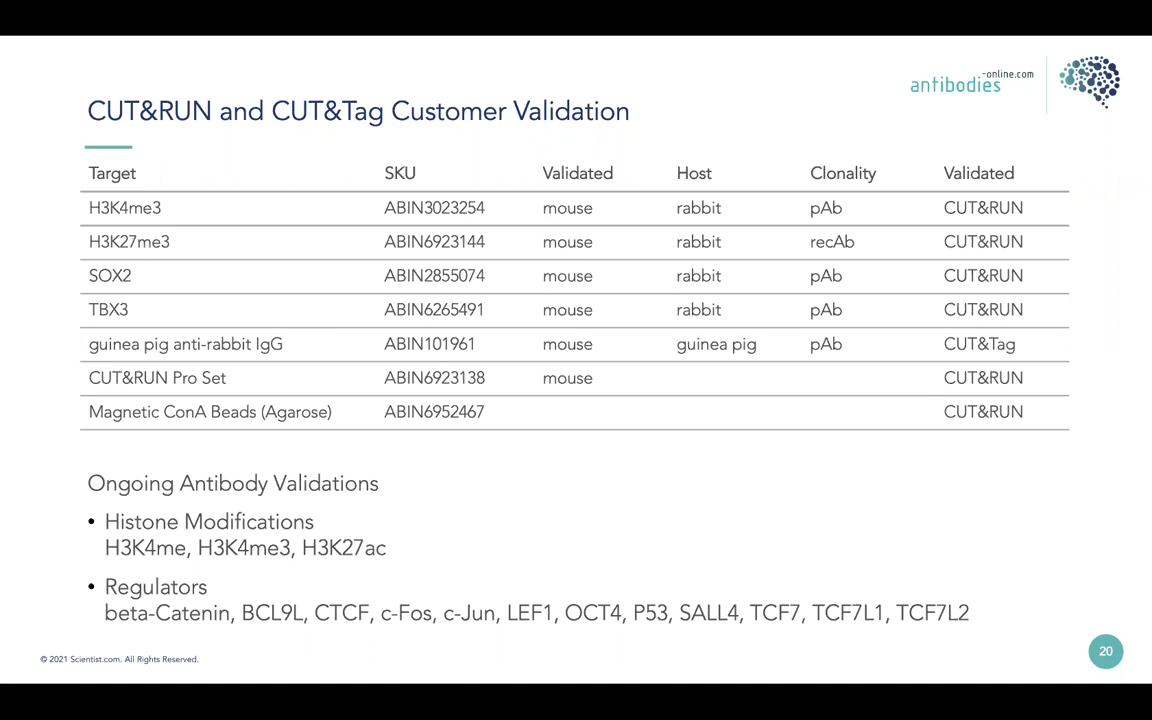 antibodies-online.com
CUT&RUN and CUT&Tag Customer Validation
Target SKU Validated Host Clonality Validated
H3K4me3 ABIN3023254 mouse rabbit pAb CUT&RUN
H3K27me3 ABIN6923144 mouse rabbit recAb CUT&RUN
SOX2 ABIN2855074 mouse rabbit pAb CUT&RUN
TBX3 ABIN6265491 mouse rabbit pAb CUT&RUN
guinea pig anti-rabbit IgG ABIN101961 mouse guinea pig pAb CUT&Tag
CUT&RUN Pro Set ABIN6923138 mouse CUT&RUN
Magnetic ConA Beads (Agarose) ABIN6952467 CUT&RUN
Ongoing Antibody Validations
• Histone Modifications
H3K4me, H3K4me3, H3K27ac
• Regulators
beta-Catenin, BCL9L, CTCF, c-Fos, c-Jun, LEF1, OCT4, P53, SALL4, TCF7, TCF7L1, TCF7L2
© 2021 Scientist.com. All Rights Reserved.
20